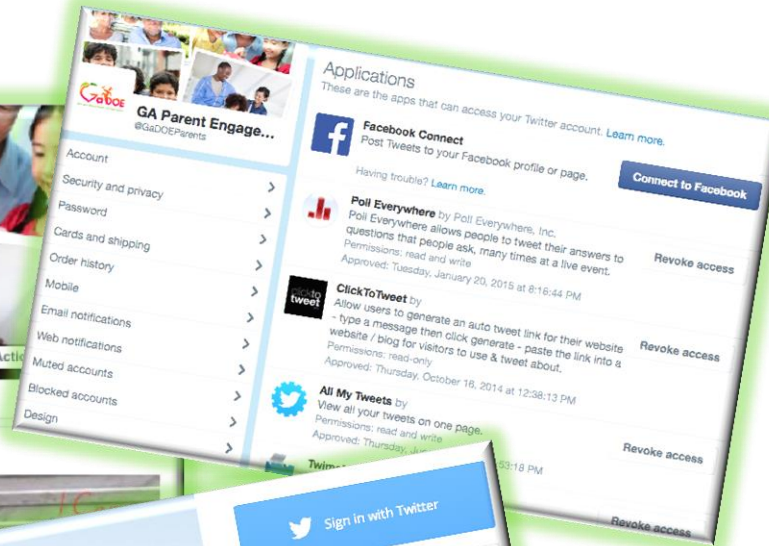 GaDOE
GA Parent Engage...
@GaDOEParents
Account
Security and privacy
Password
Cards and shipping
Order history
Mobile
Email notifications
Web notifications
Muted accounts
Blocked accounts
Design
Applications
These are the apps that can access your Twitter account. Learn more.
Facebook Connect
Post Tweets to your Facebook profile or page.
Having trouble? Learn more.
Connect to Facebook
Poll Everywhere by Poll Everywhere, Inc.
Poll Everywhere allows people to tweet their answers to
questions that people ask, many times at a live event.
Permissions: read and write
Approved: Tuesday, January 20, 2015 at 8:16:44 PM
Revoke access
clickto
tweet
ClickToTweet by
Allow users to generate an auto tweet link for their website
- type a message then click generate - paste the link into a
website / blog for visitors to use & tweet about.
Permissions: read-only
Approved: Thursday, October 16, 2014 at 12:38:13 PM
Revoke access
All My Tweets by
View all your tweets on one page.
Permissions: read and write
Approved: Thursday, 53:18 PM
Revoke access
Revoke access
Sign in with Twitter